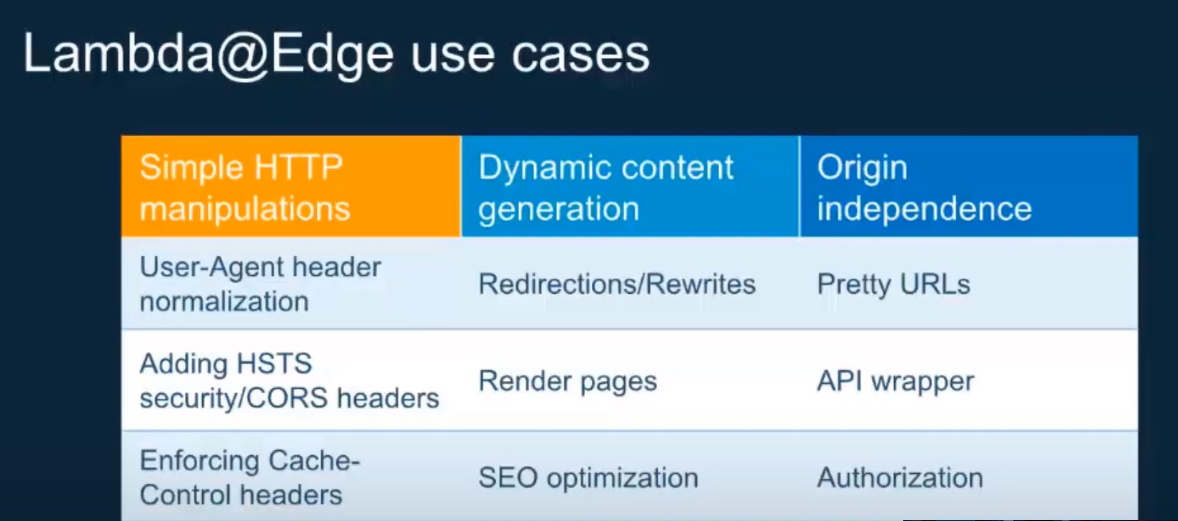 Lambda@Edge use cases
Simple HTTP
manipulations
Dynamic content
generation
Origin
independence
User-Agent header
normalization
Redirections/Rewrites
Pretty URLs
Adding HSTS
security/CORS headers
Render pages
API wrapper
Enforcing Cache-
Control headers
SEO optimization
Authorization